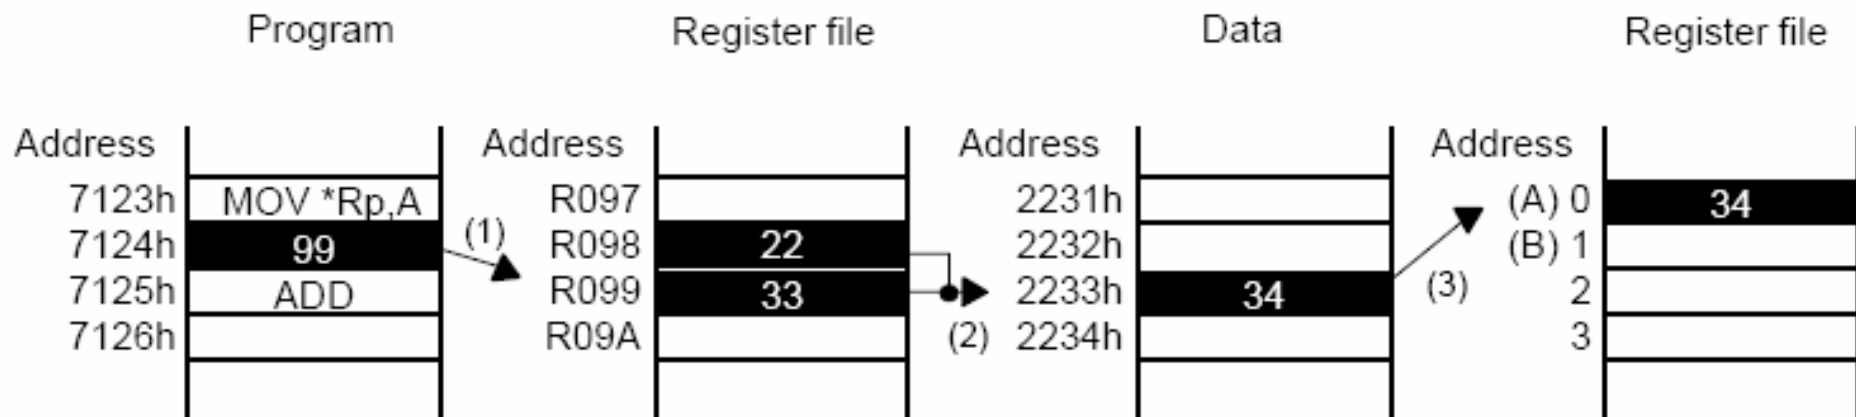 Program Register file Data Register file
Address Address Address Address
7123h MOV *Rp,A R097 2231h (A) 0 34
7124h 99 (1) R098 22 2232h (B) 1
7125h ADD R099 33 2233h 34 (3) 2
7126h R09A (2) 2234h 3